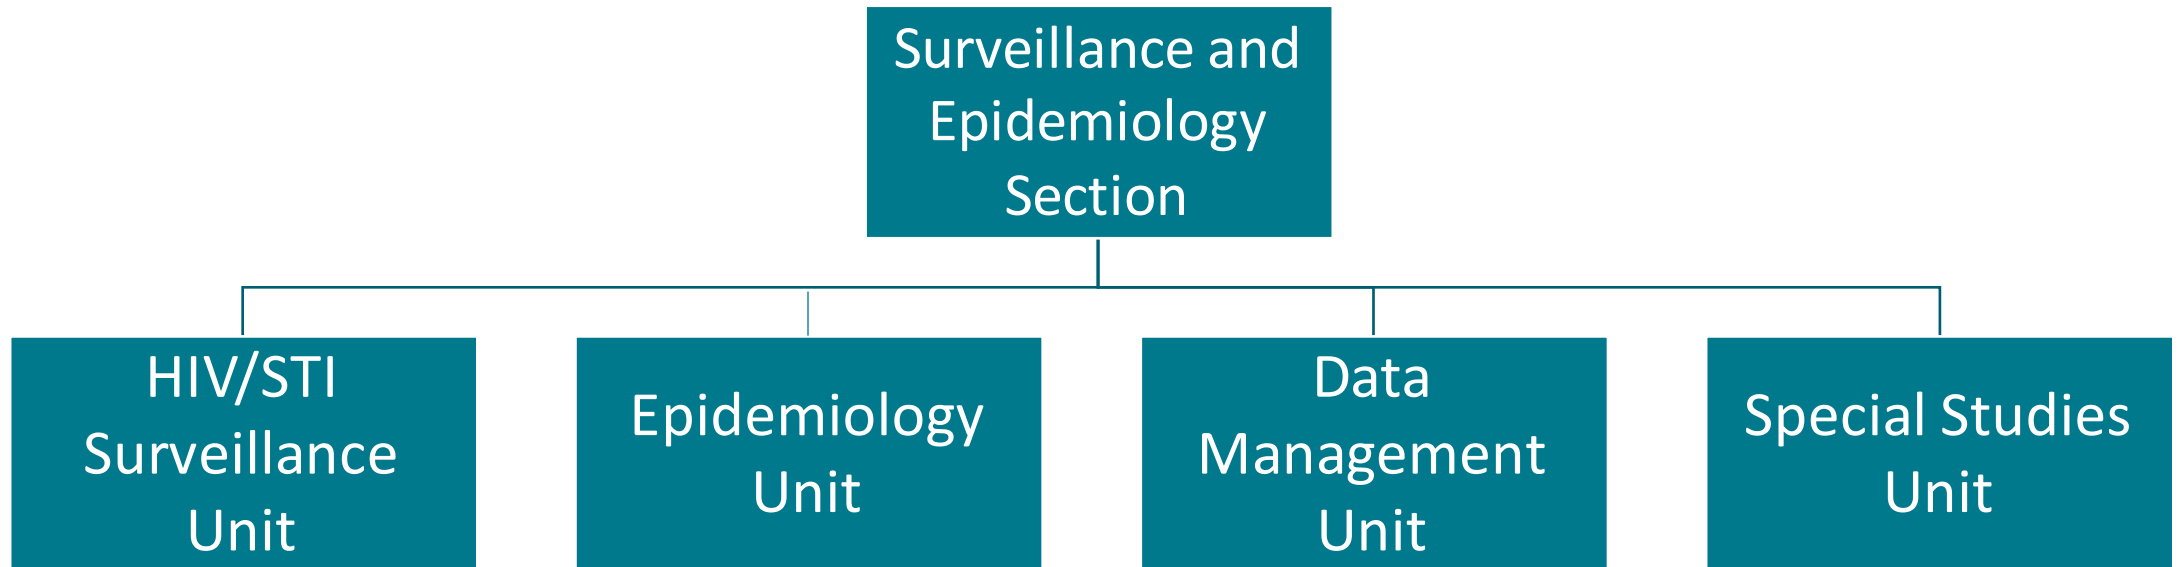 Surveillance and
Epidemiology
Section
HIV/STI
Surveillance
Unit
Epidemiology
Unit
Data
Management
Unit
Special Studies
Unit